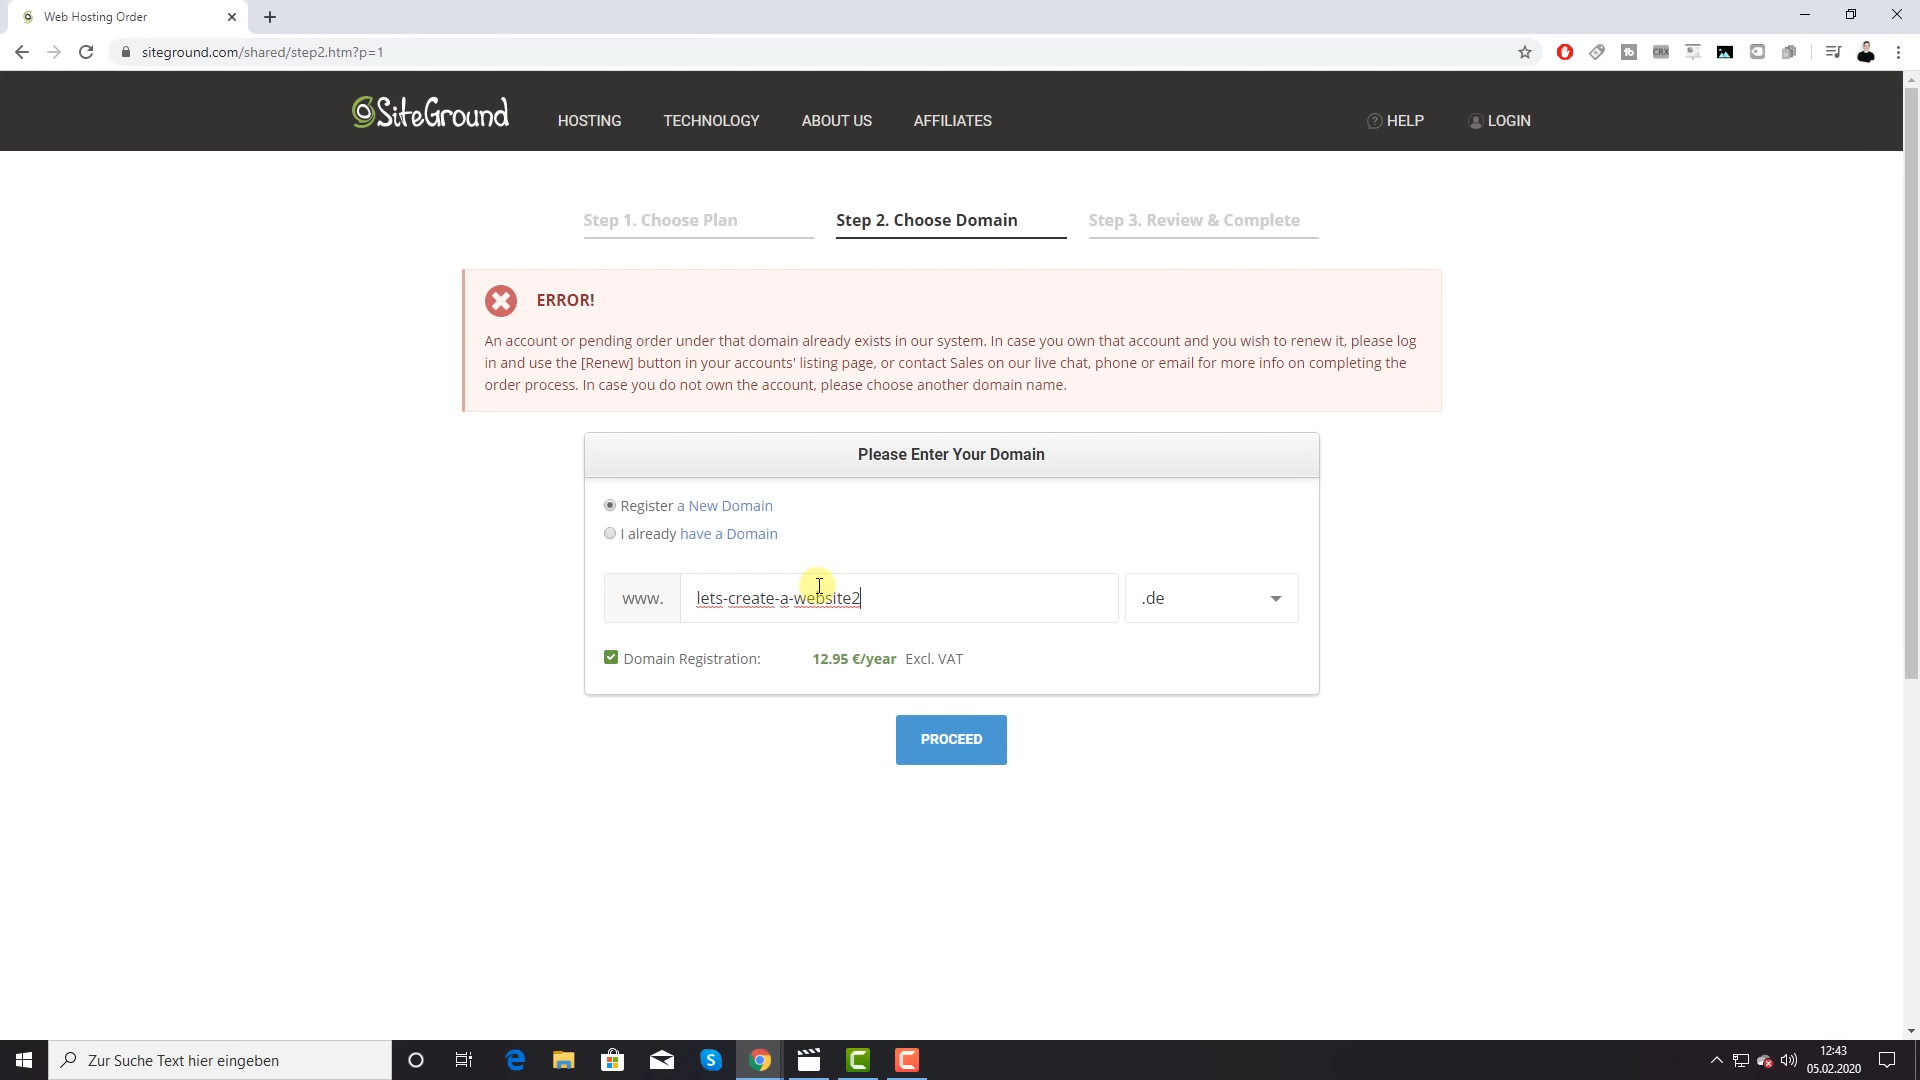 Web Hosting Order
siteground.com/shared/step2.htm?p=1
SiteGround
HOSTING
TECHNOLOGY
ABOUT US
AFFILIATES
HELP
LOGIN
Step 1. Choose Plan
Step 2. Choose Domain
Step 3. Review & Complete
ERROR!
An account or pending order under that domain already exists in our system. In case you own that account and you wish to renew it, please log
in and use the [Renew] button in your accounts' listing page, or contact Sales on our live chat, phone or email for more info on completing the
order process. In case you do not own the account, please choose another domain name.
Please Enter Your Domain
Register a New Domain
I already have a Domain
www.
lets-create-a-website2
.de
Domain Registration:
12.95 €/year Excl. VAT
PROCEED
Zur Suche Text hier eingeben
12:43
05.02.2020